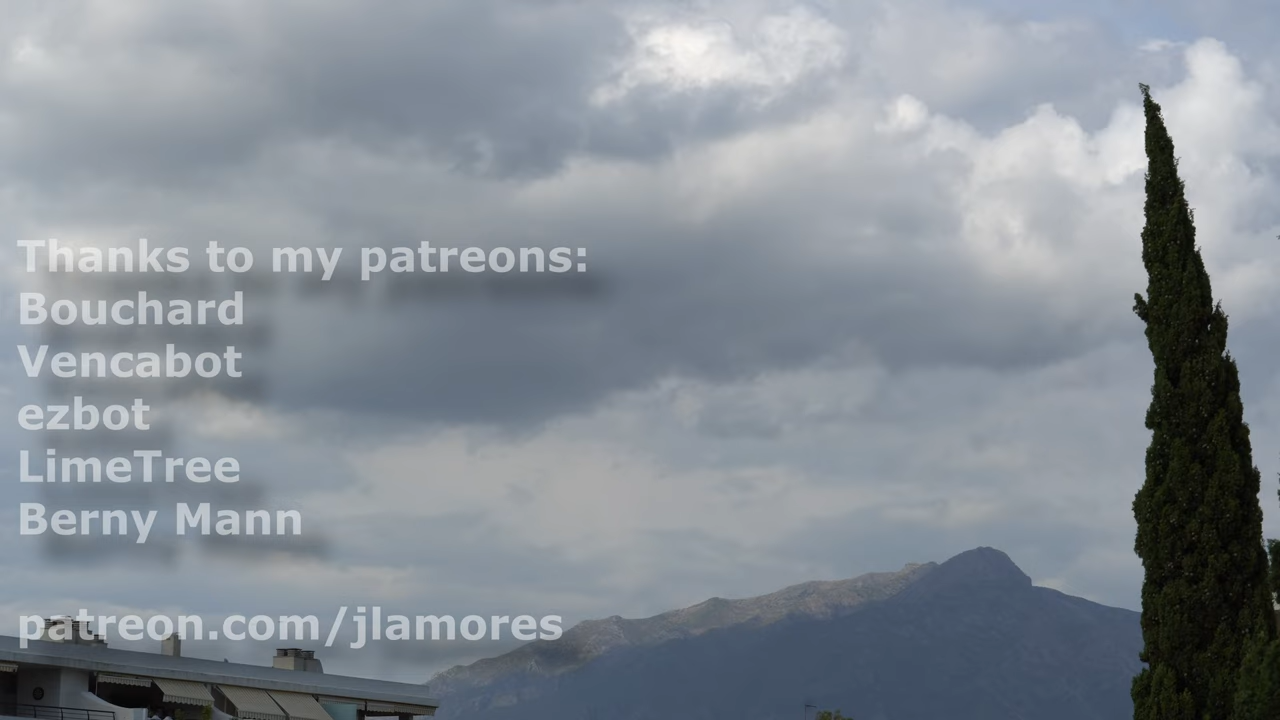 Thanks to my patreons:
Bouchard
Vencabot
ezbot
LimeTree
Berny Mann
patreon.com/jlamores